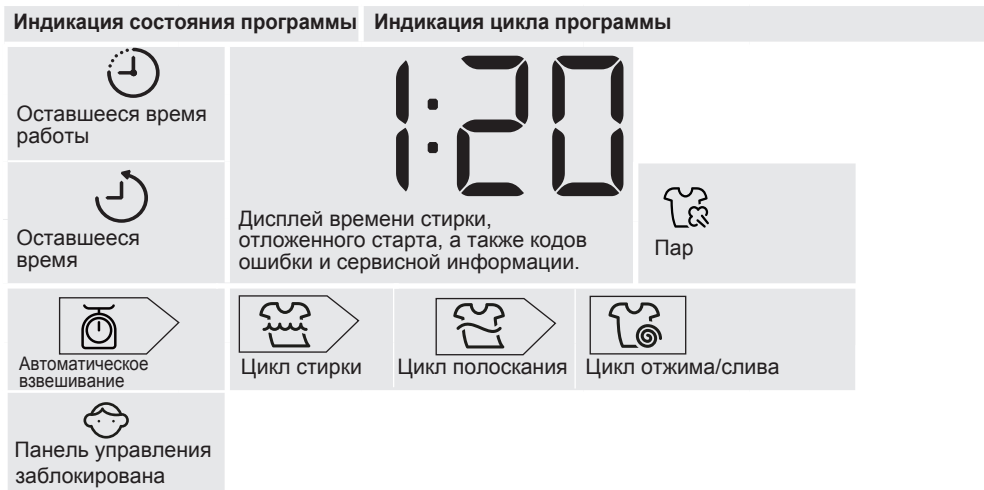 Индикация состояния программы
Индикация цикла программы
Оставшееся время
работы
1:20
Оставшееся
время
Дисплей времени стирки,
отложенного старта, а также кодов
ошибки и сервисной информации.
Пар
Автоматическое
взвешивание
Цикл стирки
Цикл полоскания
Цикл отжима/слива
Панель управления
заблокирована